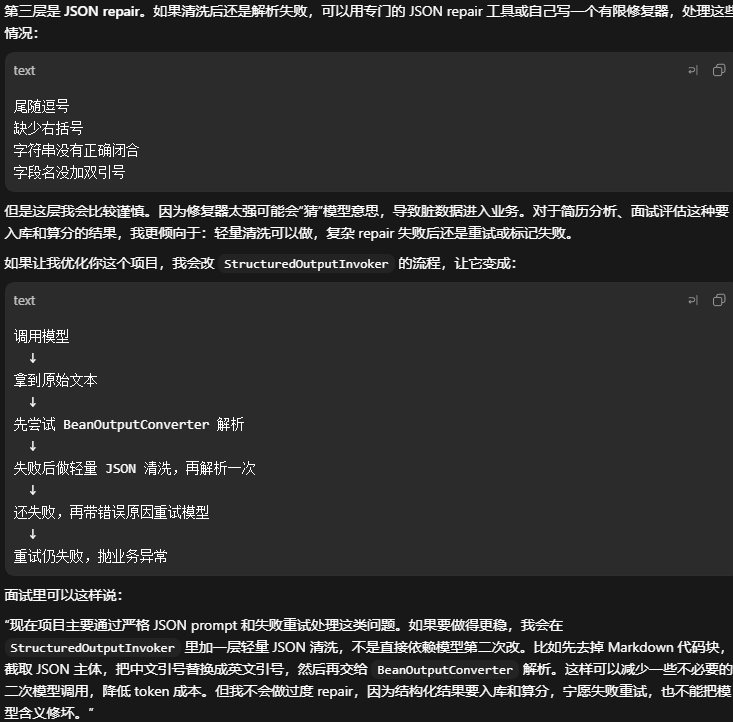 第三层是 JSON repair。如果清洗后还是解析失败，可以用专门的 JSON repair 工具或自己写一个有限修复器，处理这些
情况：
text
尾随逗号
缺少右括号
字符串没有正确闭合
字段名没加双引号
但是这层我会比较谨慎。因为修复器太强可能会“猜”模型意思，导致脏数据进入业务。对于简历分析、面试评估这种要
入库和算分的结果，我更倾向于：轻量清洗可以做，复杂 repair 失败后还是重试或标记失败。
如果让我优化你这个项目，我会改 StructuredOutputInvoker 的流程，让它变成：
text
调用模型
↓
拿到原始文本
↓
先尝试 BeanOutputConverter 解析
↓
失败后做轻量 JSON 清洗，再解析一次
↓
还失败，再带错误原因重试模型
↓
重试仍失败，抛业务异常
面试里可以这样说：
“现在项目主要通过严格 JSON prompt 和失败重试处理这类问题。如果要做得更稳，我会在
StructuredOutputInvoker 里加一层轻量 JSON 清洗，不是直接依赖模型第二次改。比如先去掉 Markdown 代码块，
截取 JSON 主体，把中文引号替换成英文引号，然后再交给 BeanOutputConverter 解析。这样可以减少一些不必要的
二次模型调用，降低 token 成本。但我不会做过度 repair，因为结构化结果要入库和算分，宁愿失败重试，也不能把模
型含义修坏。”